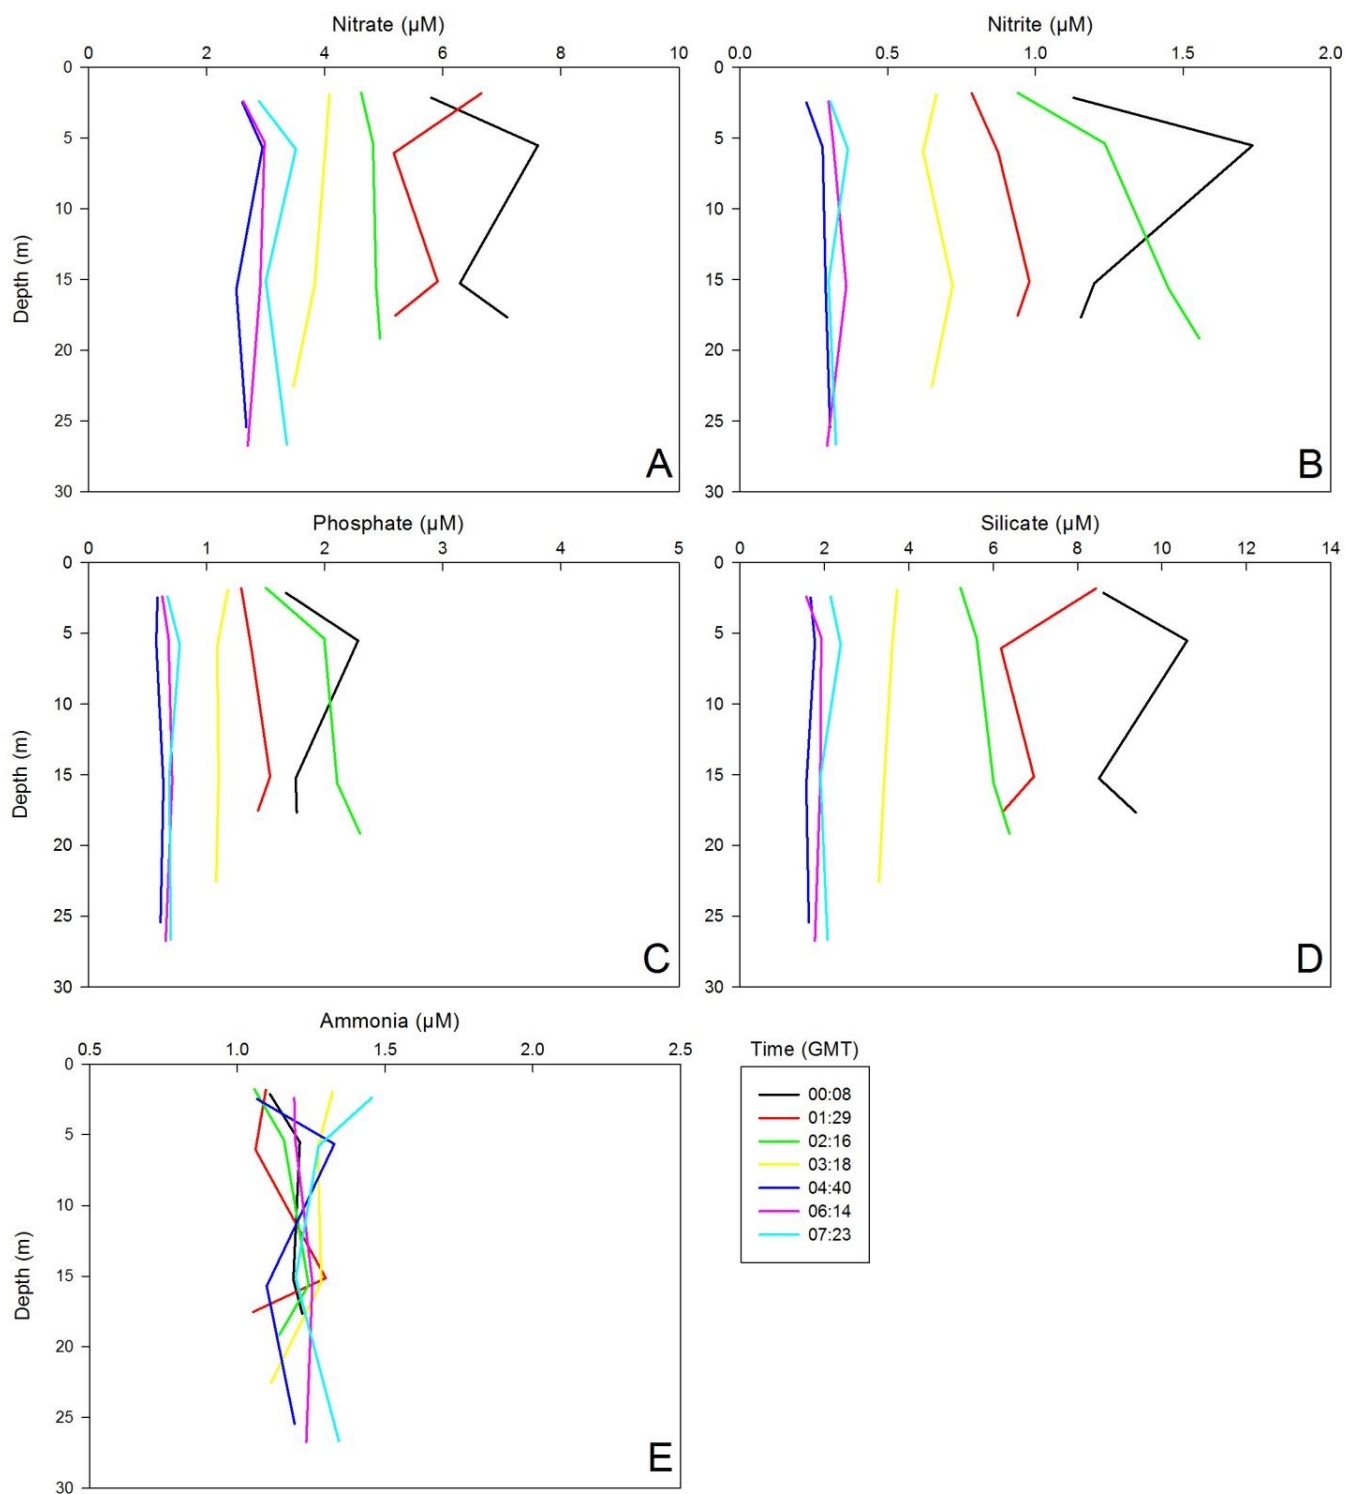 Nitrate (µM)
0 2 4 6 8 10
0
5
10
15
20
25
30
Depth (m)
A
Nitrite (µM)
0.0 0.5 1.0 1.5 2.0
0
5
10
15
20
25
30
B
Phosphate (µM)
0 1 2 3 4 5
0
5
10
15
20
25
30
Depth (m)
C
Silicate (µM)
0 2 4 6 8 10 12 14
0
5
10
15
20
25
30
D
Ammonia (µM)
0.5 1.0 1.5 2.0 2.5
0
5
10
15
20
25
30
Depth (m)
E
Time (GMT)
00:08
01:29
02:16
03:18
04:40
06:14
07:23